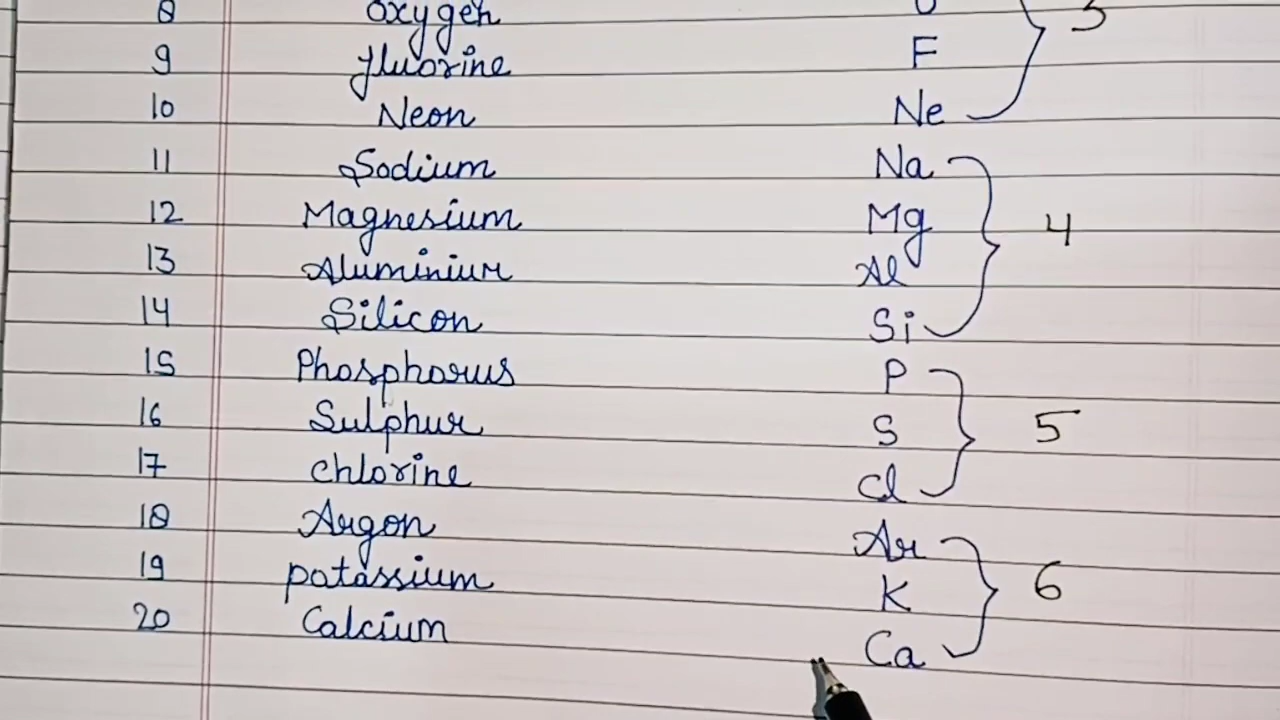 8 Oxygen O 3
9 fluorine F
10 Neon Ne
11 Sodium Na
12 Magnesium Mg 4
13 Aluminium Al
14 Silicon Si
15 Phosphorus P
16 Sulphur S 5
17 chlorine Cl
18 Argon Ar
19 potassium K 6
20 Calcium Ca